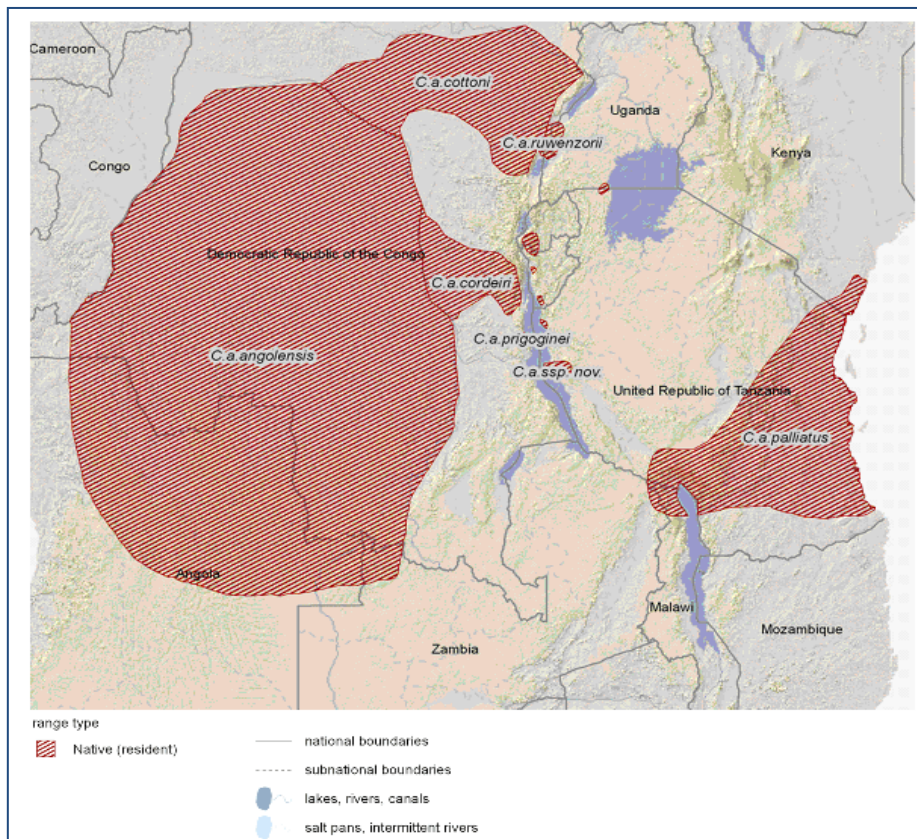 Cameroon
C.a.cottoni
Uganda
C.a.ruwenzorii
Kenya
Congo
Democratic Republic of the Congo
C.a.cordeiri
C.a.prigoginei
C.a.angolensis
C.a.ssp. nov.
United Republic of Tanzania
C.a.palliatus
Angola
Malawi
Mozambique
Zambia
range type
Native (resident)
national boundaries
subnational boundaries
lakes, rivers, canals
salt pans, intermittent rivers